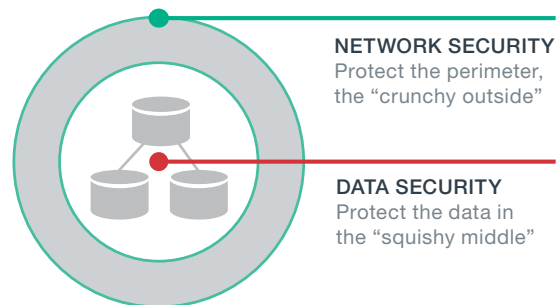 NETWORK SECURITY
Protect the perimeter,
the “crunchy outside”
DATA SECURITY
Protect the data in
the “squishy middle”